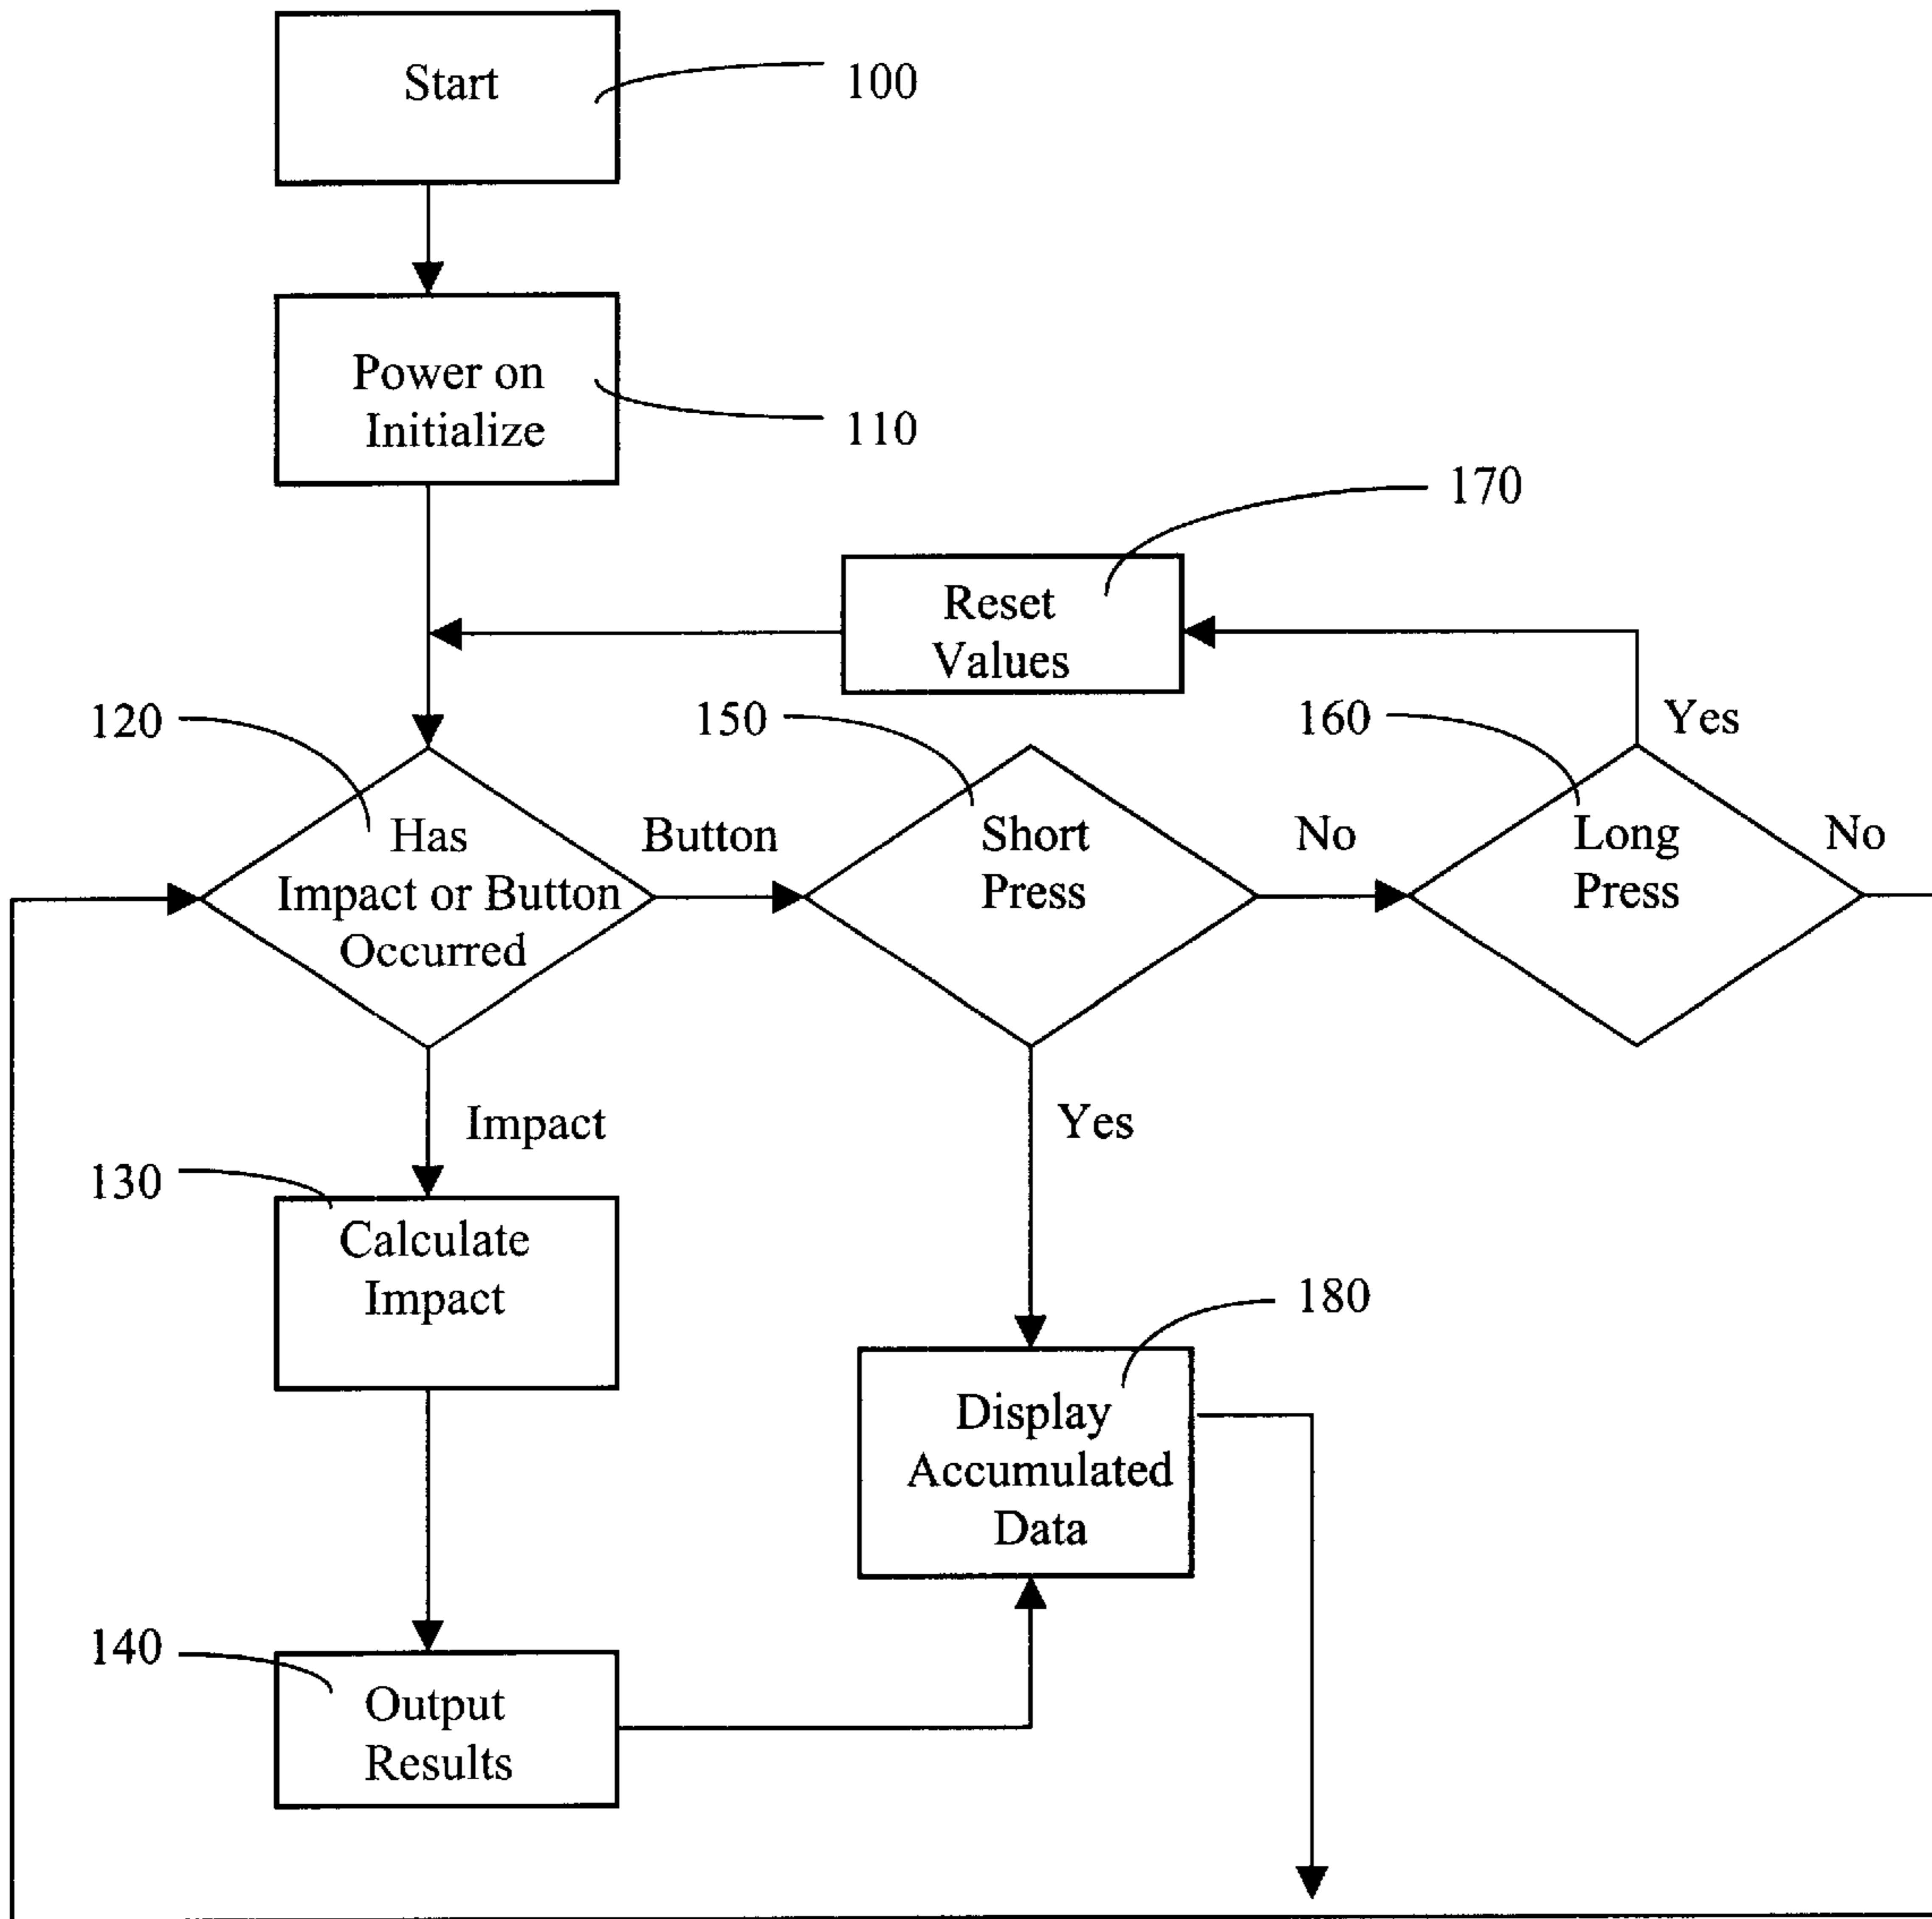 Start
100
Power on
Initialize
110
170
Reset
Values
120
150
160
Yes
Has
Impact or Button
Occurred
Button
Short
Press
No
Long
Press
No
Impact
Yes
130
Calculate
Impact
180
Display
Accumulated
Data
140
Output
Results